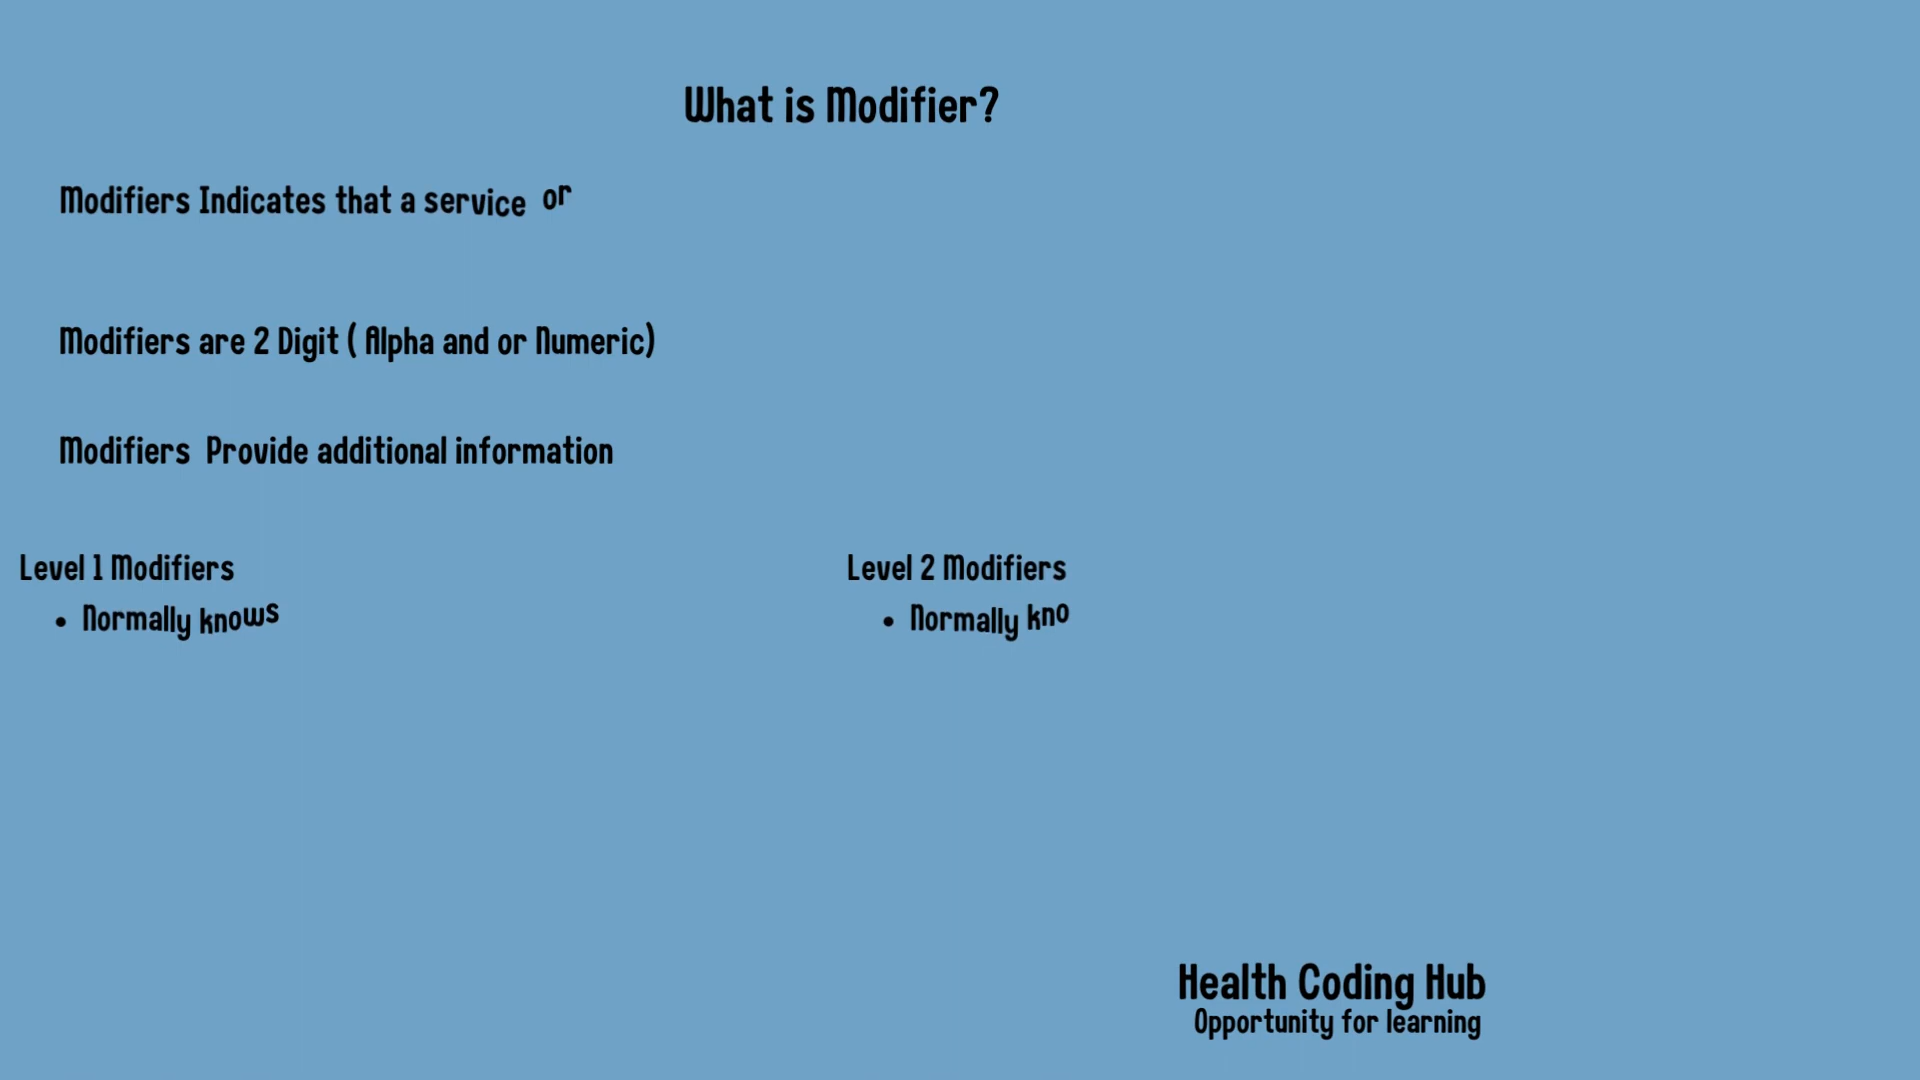 What is Modifier?
Modifiers Indicates that a service or
Modifiers are 2 Digit ( Alpha and or Numeric)
Modifiers Provide additional information
Level 1 Modifiers
• Normally knows
Level 2 Modifiers
• Normally kno
Health Coding Hub
Opportunity for learning